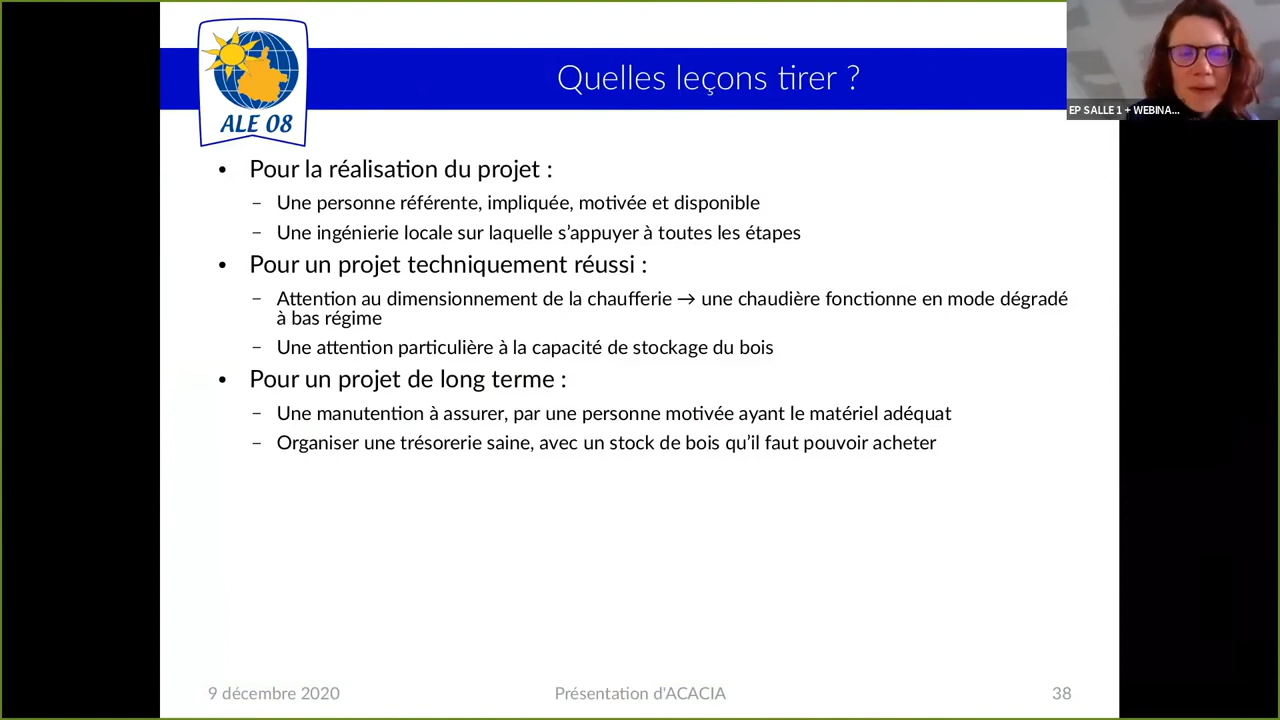 Quelles leçons tirer ?
ALE 08
EP SALLE 1 + WEBINA...
• Pour la réalisation du projet :
– Une personne référente, impliquée, motivée et disponible
– Une ingénierie locale sur laquelle s’appuyer à toutes les étapes
• Pour un projet techniquement réussi :
– Attention au dimensionnement de la chaufferie → une chaudière fonctionne en mode dégradé
à bas régime
– Une attention particulière à la capacité de stockage du bois
• Pour un projet de long terme :
– Une manutention à assurer, par une personne motivée ayant le matériel adéquat
– Organiser une trésorerie saine, avec un stock de bois qu’il faut pouvoir acheter
9 décembre 2020
Présentation d'ACACIA
38